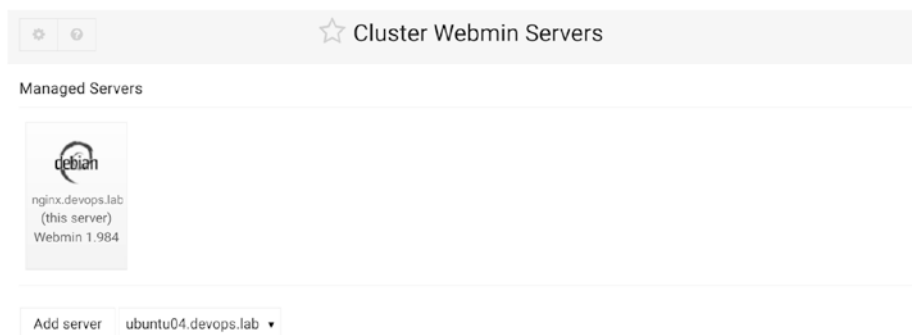 Cluster Webmin Servers
Managed Servers
debian
nginx.devops.lab
(this server)
Webmin 1.984
Add server ubuntu04.devops.lab